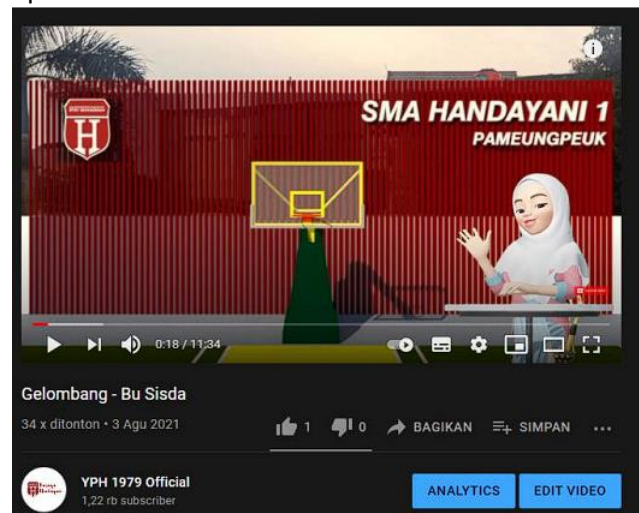 H
SMA HANDAYANI 1
PAMEUNGPEUK
0:18 / 11:34
Gelombang - Bu Sisda
34 x ditonton • 3 Agu 2021
1
0
BAGIKAN
SIMPAN
YPH 1979 Official
1,22 rb subscriber
ANALYTICS
EDIT VIDEO